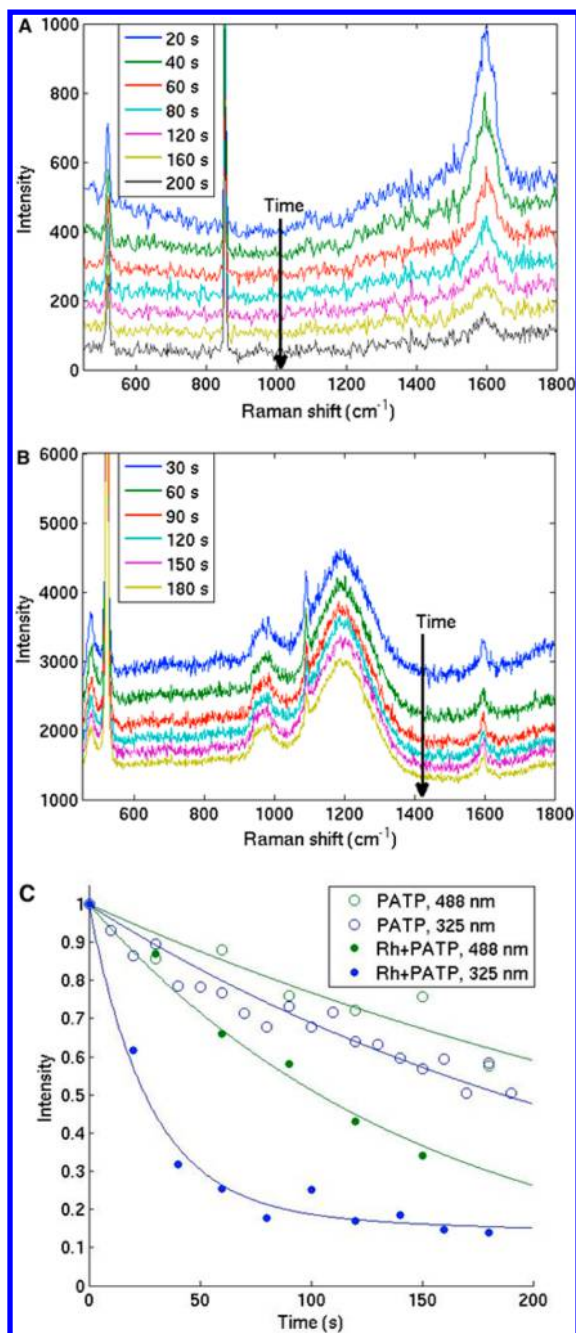 A
1000
800
600
400
200
0
Intensity
20 s
40 s
60 s
80 s
120 s
160 s
200 s
Time
600 800 1000 1200 1400 1600 1800
Raman shift (cm⁻¹)
B
6000
5000
4000
3000
2000
1000
Intensity
30 s
60 s
90 s
120 s
150 s
180 s
Time
600 800 1000 1200 1400 1600 1800
Raman shift (cm⁻¹)
C
1
0.9
0.8
0.7
0.6
0.5
0.4
0.3
0.2
0.1
0
Intensity
PATP, 488 nm
PATP, 325 nm
Rh+PATP, 488 nm
Rh+PATP, 325 nm
0 50 100 150 200
Time (s)